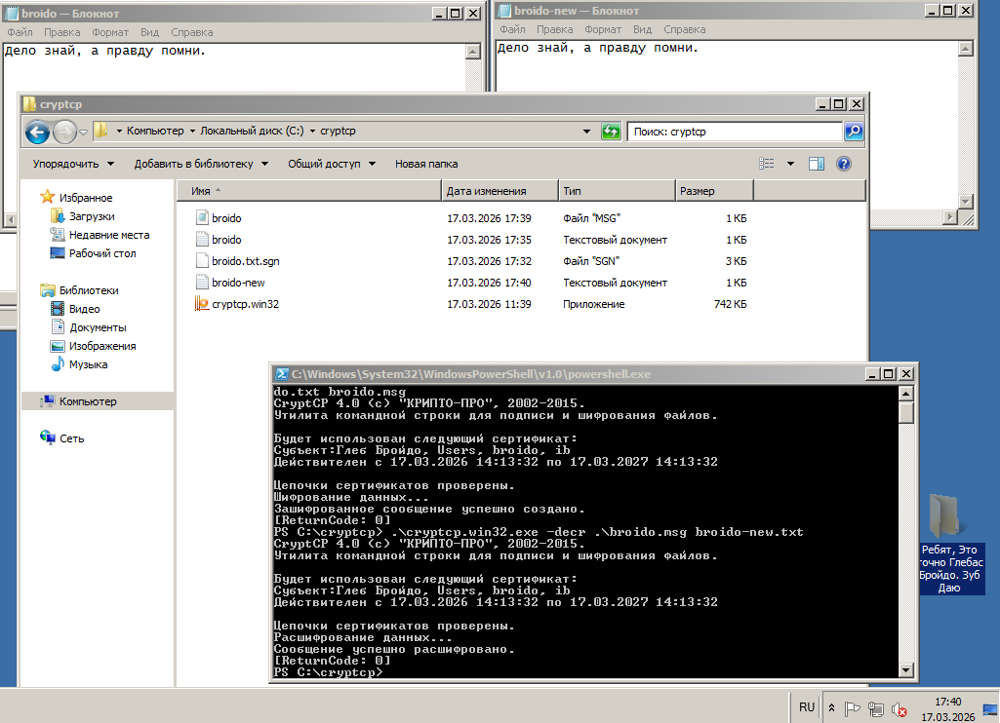 broido — Блокнот
Файл Правка Формат Вид Справка
Дело знай, а правду помни.
broido-new — Блокнот
Файл Правка Формат Вид Справка
Дело знай, а правду помни.
cryptcp
Компьютер Локальный диск (C:) cryptcp
Поиск: cryptcp
Упорядочить Добавить в библиотеку Общий доступ Новая папка
Избранное
Загрузки
Недавние места
Рабочий стол
Библиотеки
Видео
Документы
Изображения
Музыка
Компьютер
Сеть
Имя Дата изменения Тип Размер
broido 17.03.2026 17:39 Файл "MSG" 1 КБ
broido 17.03.2026 17:35 Текстовый документ 1 КБ
broido.txt.sgn 17.03.2026 17:32 Файл "SGN" 3 КБ
broido-new 17.03.2026 17:40 Текстовый документ 1 КБ
cryptcp.win32 17.03.2026 11:39 Приложение 742 КБ
C:\Windows\System32\WindowsPowerShell\v1.0\powershell.exe
do.txt broido.msg
CryptCP 4.0 (c) "КРИПТО-ПРО", 2002-2015.
Утилита командной строки для подписи и шифрования файлов.
Будет использован следующий сертификат:
Субъект:Глеб Бройдо, Users, broido, ib
Действителен с 17.03.2026 14:13:32 по 17.03.2027 14:13:32
Цепочки сертификатов проверены.
Шифрование данных...
Зашифрованное сообщение успешно создано.
[ReturnCode: 0]
PS C:\cryptcp> .\cryptcp.win32.exe -decr .\broido.msg broido-new.txt
CryptCP 4.0 (c) "КРИПТО-ПРО", 2002-2015.
Утилита командной строки для подписи и шифрования файлов.
Будет использован следующий сертификат:
Субъект:Глеб Бройдо, Users, broido, ib
Действителен с 17.03.2026 14:13:32 по 17.03.2027 14:13:32
Цепочки сертификатов проверены.
Расшифрование данных...
Сообщение успешно расшифровано.
[ReturnCode: 0]
PS C:\cryptcp>
Ребят, Это
точно Глебас
Бройдо. Зуб
Даю
RU
17:40
17.03.2026